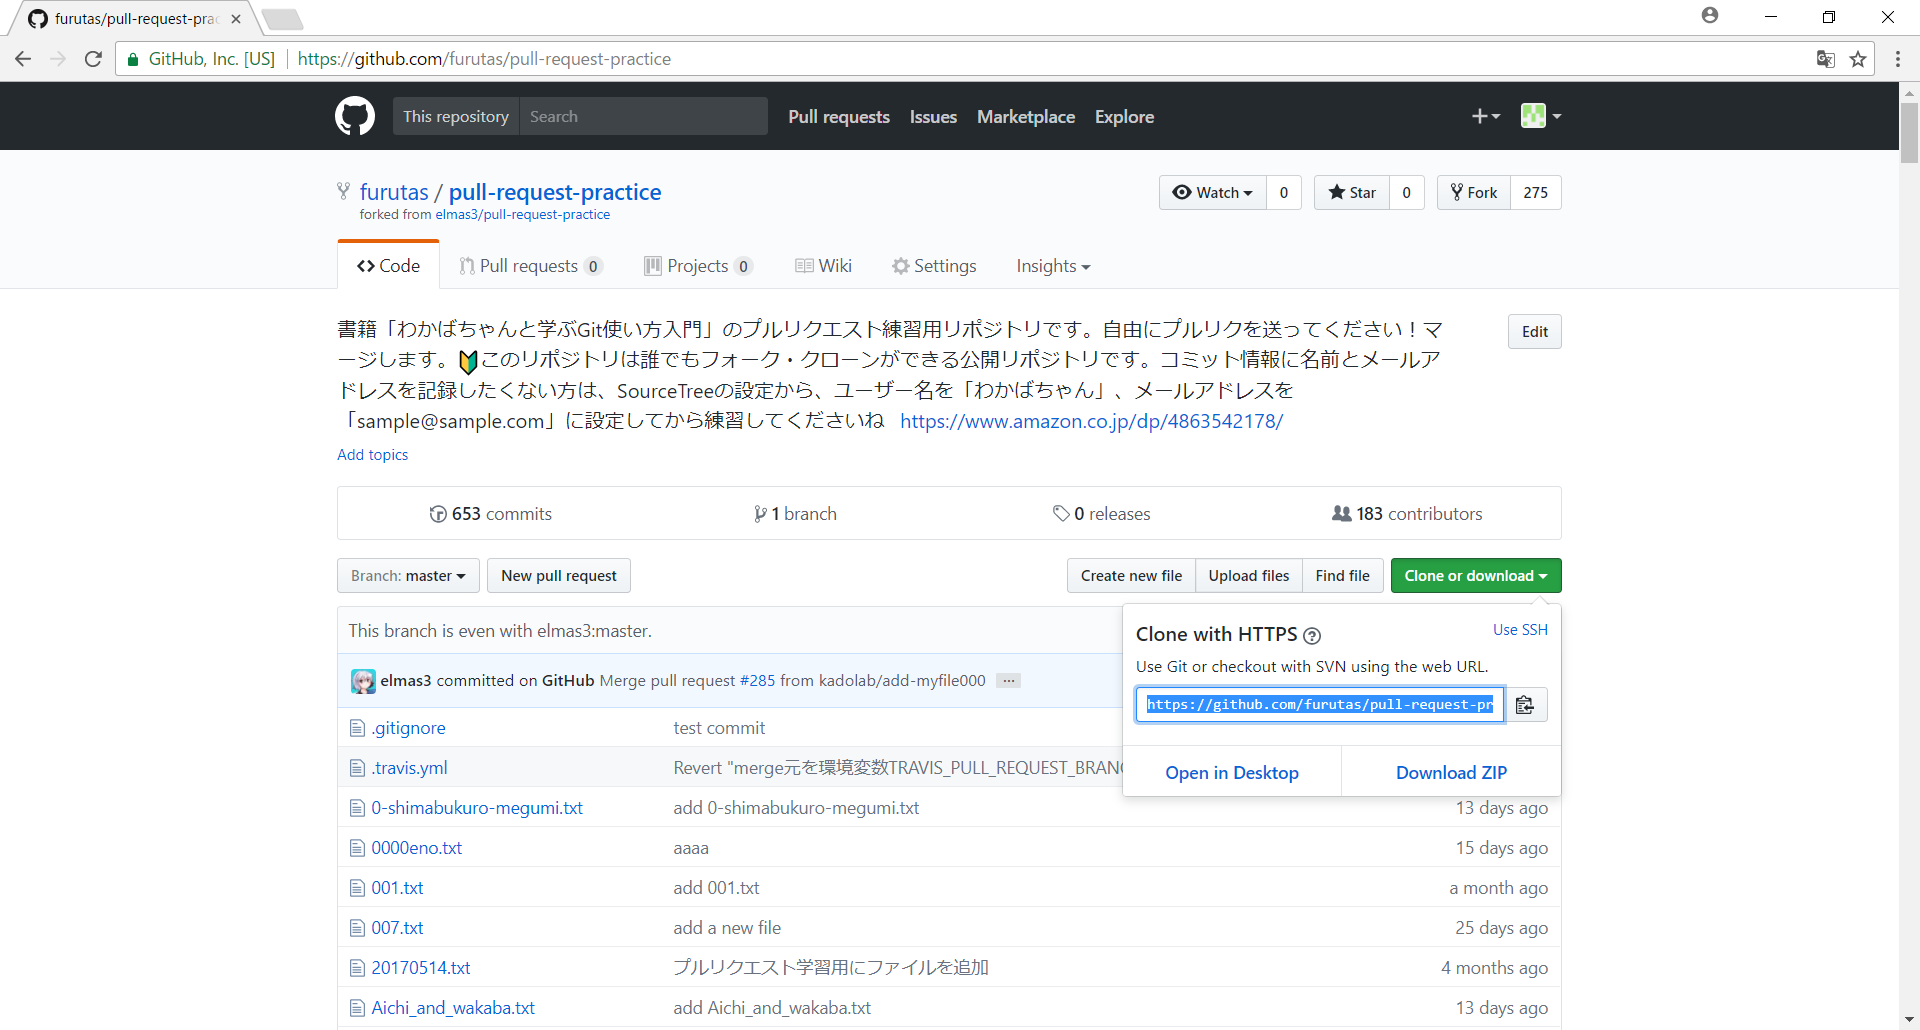 furutas/pull-request-prac
GitHub, Inc. [US] https://github.com/furutas/pull-request-practice
This repository Search Pull requests Issues Marketplace Explore
furutas / pull-request-practice
Watch 0 Star 0 Fork 275
forked from elmas3/pull-request-practice
Code Pull requests 0 Projects 0 Wiki Settings Insights
書籍「わかばちゃんと学ぶGit使い方入門」のプルリクエスト練習用リポジトリです。自由にプルリクを送ってください！マ
ージします。🔰このリポジトリは誰でもフォーク・クローンができる公開リポジトリです。コミット情報に名前とメールア
ドレスを記録したくない方は、SourceTreeの設定から、ユーザー名を「わかばちゃん」、メールアドレスを
「sample@sample.com」に設定してから練習してくださいね https://www.amazon.co.jp/dp/4863542178/
Edit
Add topics
653 commits 1 branch 0 releases 183 contributors
Branch: master New pull request Create new file Upload files Find file Clone or download
This branch is even with elmas3:master.
elmas3 committed on GitHub Merge pull request #285 from kadolab/add-myfile000 ...
Clone with HTTPS ? Use SSH
Use Git or checkout with SVN using the web URL.
https://github.com/furutas/pull-request-pr
Open in Desktop Download ZIP
.gitignore test commit
.travis.yml Revert "merge元を環境変数TRAVIS_PULL_REQUEST_BRANC
0-shimabukuro-megumi.txt add 0-shimabukuro-megumi.txt 13 days ago
0000eno.txt aaaa 15 days ago
001.txt add 001.txt a month ago
007.txt add a new file 25 days ago
20170514.txt プルリクエスト学習用にファイルを追加 4 months ago
Aichi_and_wakaba.txt add Aichi_and_wakaba.txt 13 days ago